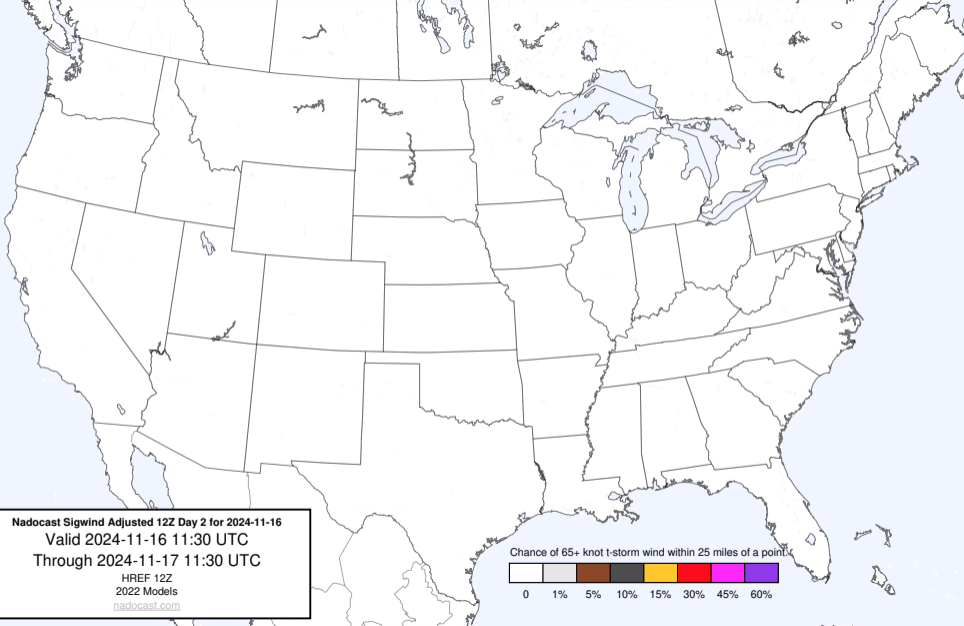 Nadocast Sigwind Adjusted 12Z Day 2 for 2024-11-16
Valid 2024-11-16 11:30 UTC
Through 2024-11-17 11:30 UTC
HREF 12Z
2022 Models
nadocast.com
Chance of 65+ knot t-storm wind within 25 miles of a point.
0 1% 5% 10% 15% 30% 45% 60%